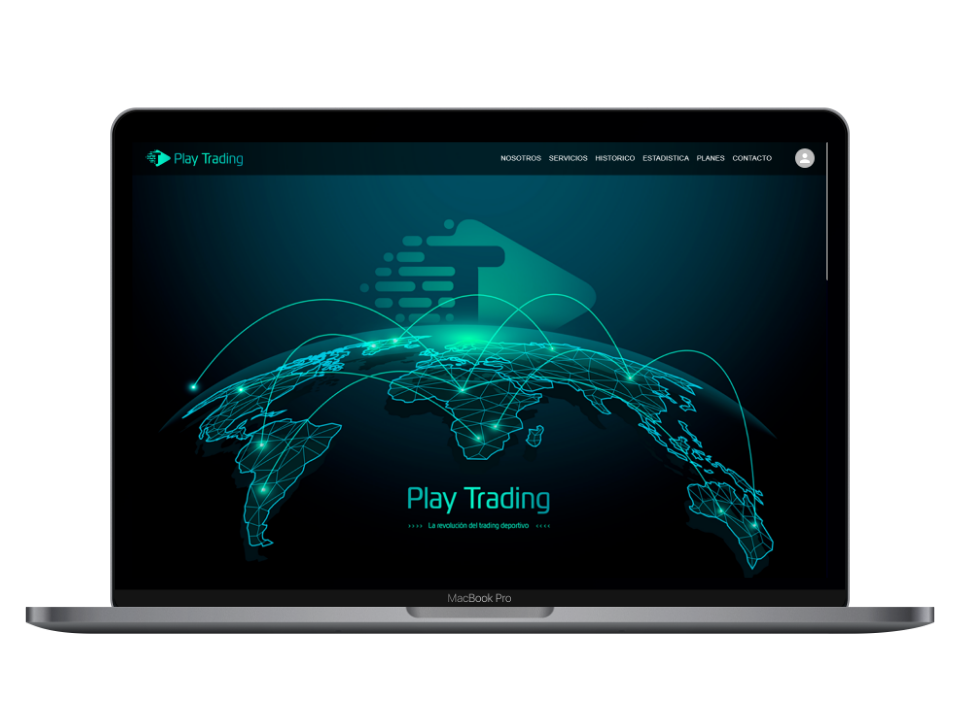 Play Trading
NOSOTROS SERVICIOS HISTORICO ESTADISTICA PLANES CONTACTO
T
Play Trading
>>>> La revolución del trading deportivo <<<<
MacBook Pro